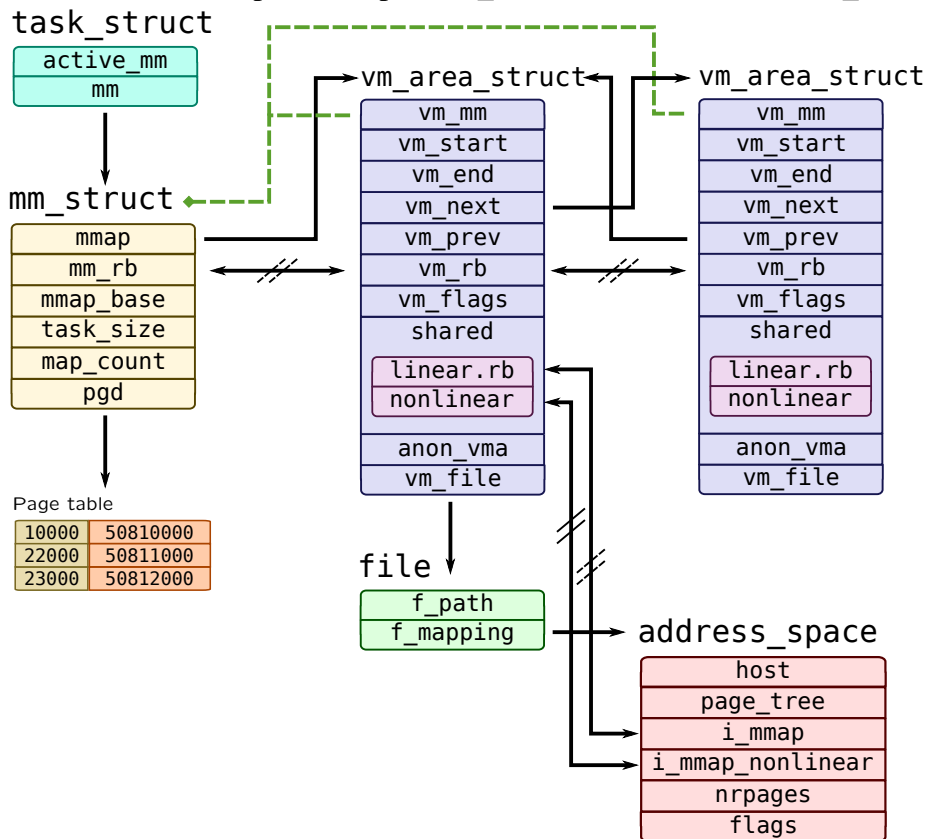 task_struct
active_mm
mm
mm_struct
mmap
mm_rb
mmap_base
task_size
map_count
pgd
Page table
10000 50810000
22000 50811000
23000 50812000
vm_area_struct
vm_mm
vm_start
vm_end
vm_next
vm_prev
vm_rb
vm_flags
shared
linear.rb
nonlinear
anon_vma
vm_file
vm_area_struct
vm_mm
vm_start
vm_end
vm_next
vm_prev
vm_rb
vm_flags
shared
linear.rb
nonlinear
anon_vma
vm_file
file
f_path
f_mapping
address_space
host
page_tree
i_mmap
i_mmap_nonlinear
nrpages
flags